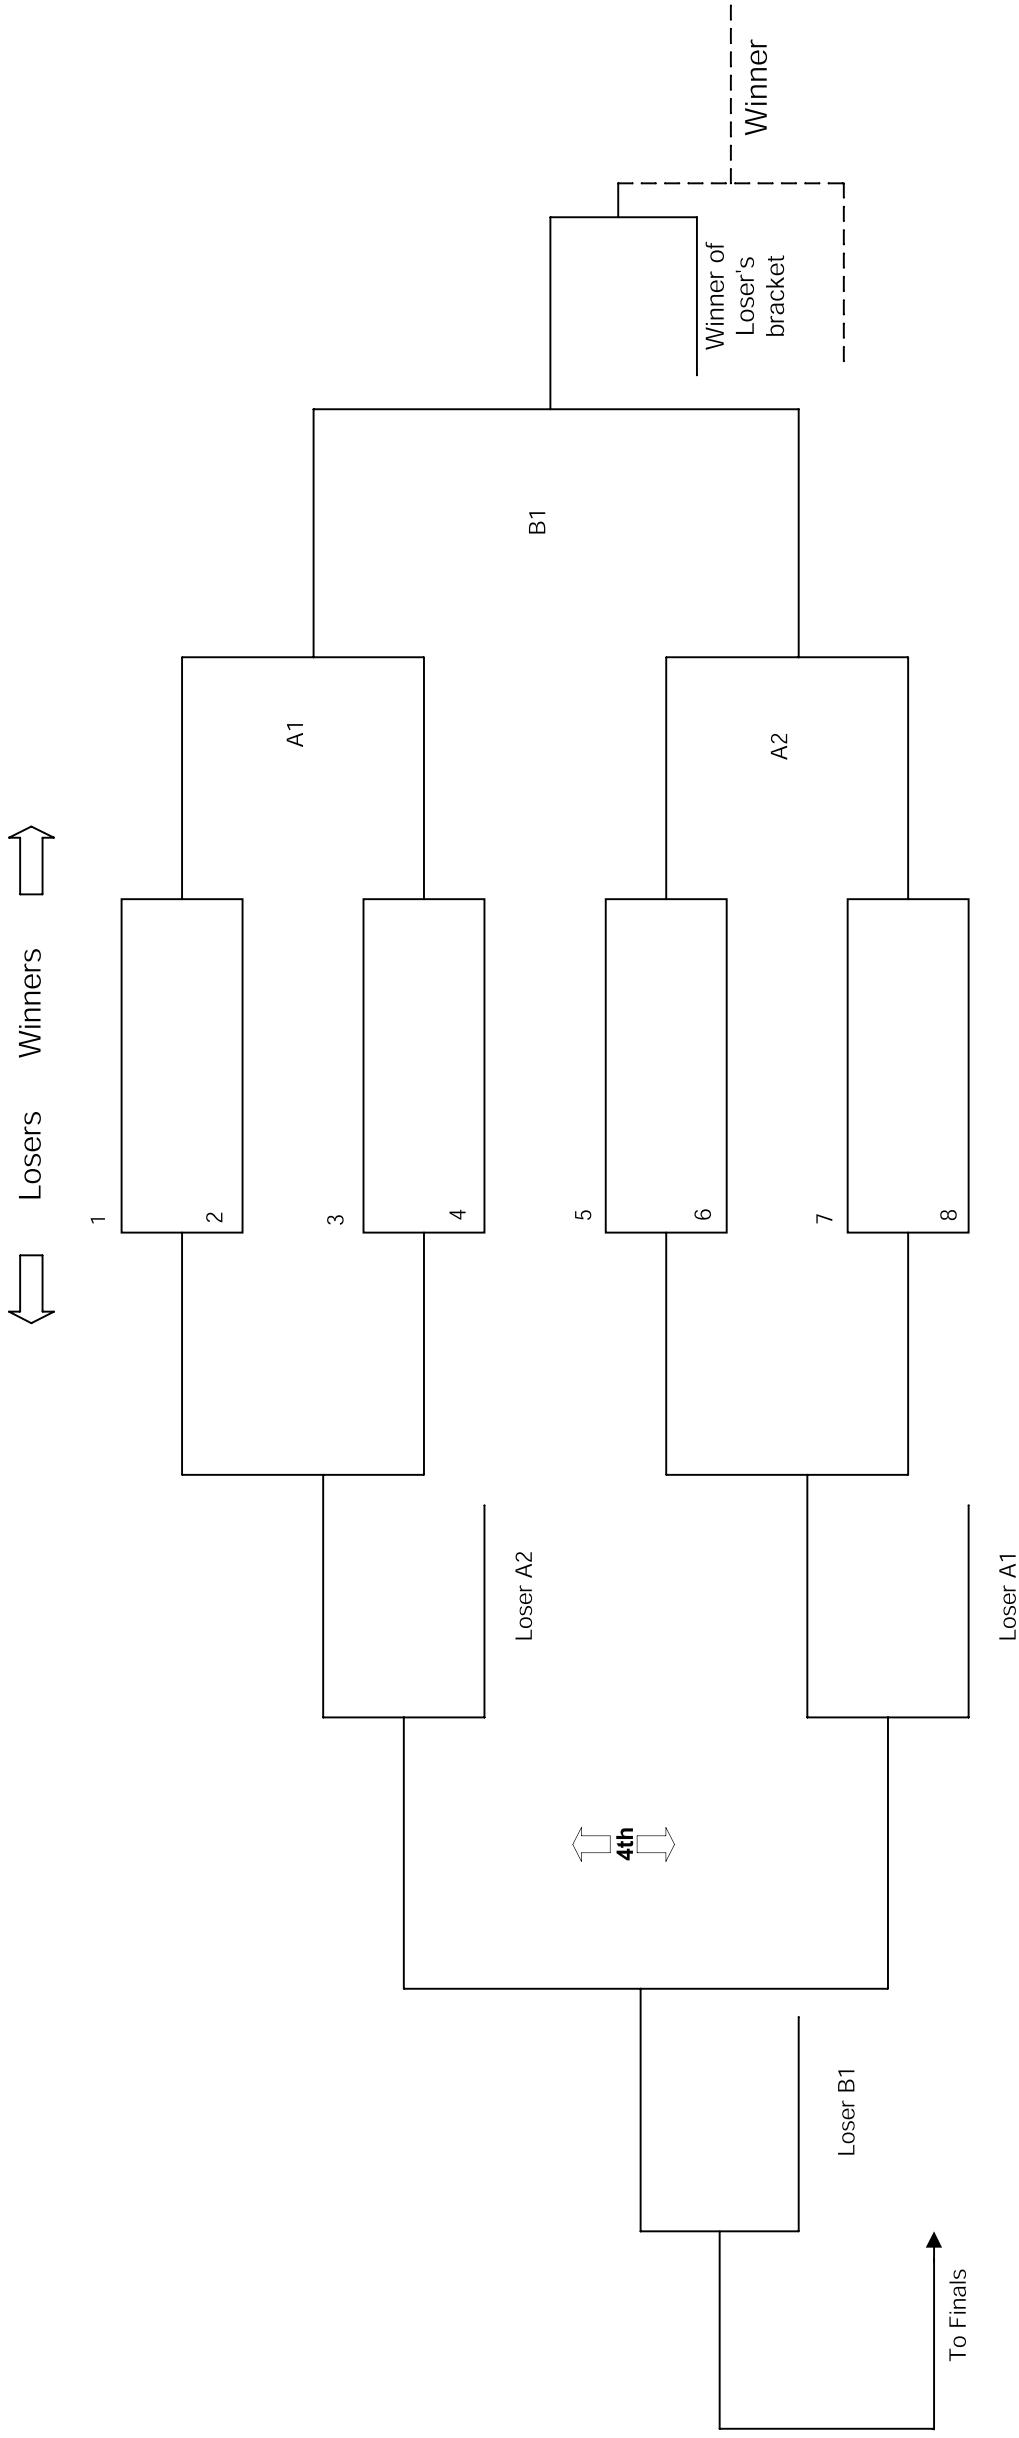 Losers
Winners
1
2
3
4
5
6
7
8
A1
A2
B1
Winner of
Loser's
bracket
Winner
Loser A2
Loser A1
4th
Loser B1
To Finals